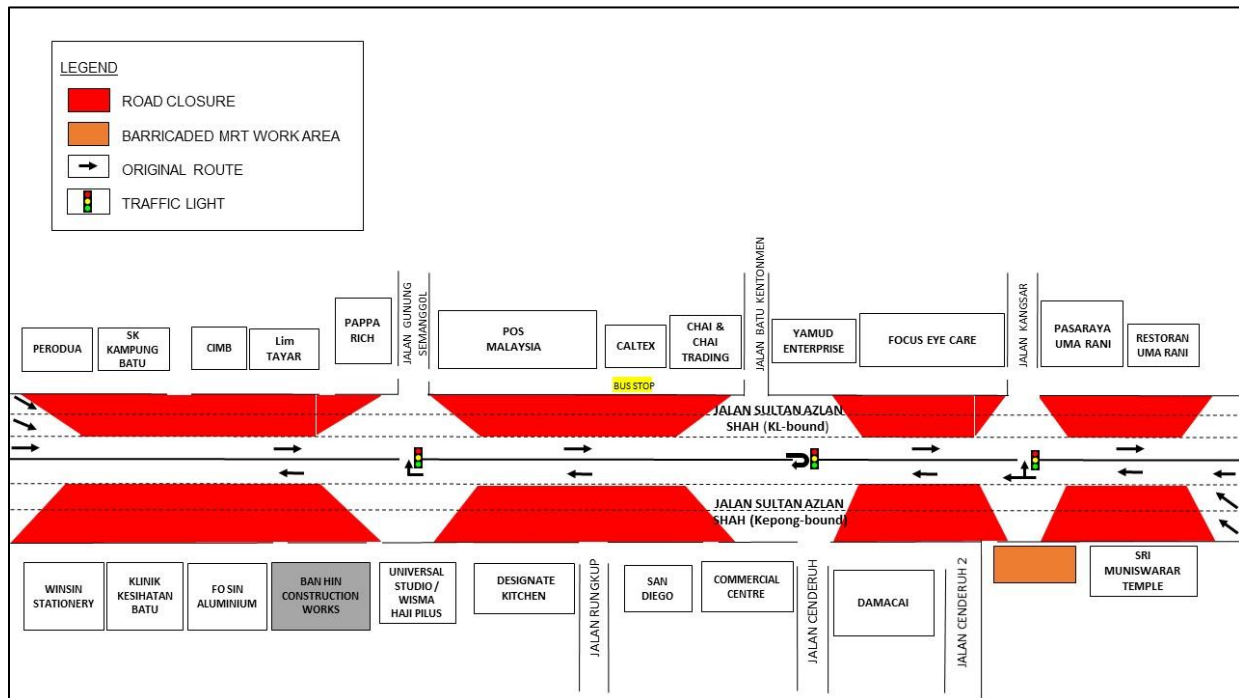 LEGEND
ROAD CLOSURE
BARRICADED MRT WORK AREA
ORIGINAL ROUTE
TRAFFIC LIGHT
PERODUA
SK
KAMPUNG
BATU
CIMB
Lim
TAYAR
PAPPA
RICH
JALAN GUNUNG
SEMANGGOL
POS
MALAYSIA
CALTEX
CHAI &
CHAI
TRADING
JALAN BATU KENTONMEN
YAMUD
ENTERPRISE
FOCUS EYE CARE
JALAN KANGSAR
PASARAYA
UMA RANI
RESTORAN
UMA RANI
BUS STOP
JALAN SULTAN AZLAN
SHAH (KL-bound)
JALAN SULTAN AZLAN
SHAH (Kepong-bound)
WINSIN
STATIONERY
KLINIK
KESIHATAN
BATU
FO SIN
ALUMINIUM
BAN HIN
CONSTRUCTION
WORKS
UNIVERSAL
STUDIO /
WISMA
HAJI PILUS
DESIGNATE
KITCHEN
JALAN RUNGKUP
SAN
DIEGO
COMMERCIAL
CENTRE
JALAN CENDERUH
DAMACAI
JALAN CENDERUH 2
SRI
MUNISWARAR
TEMPLE